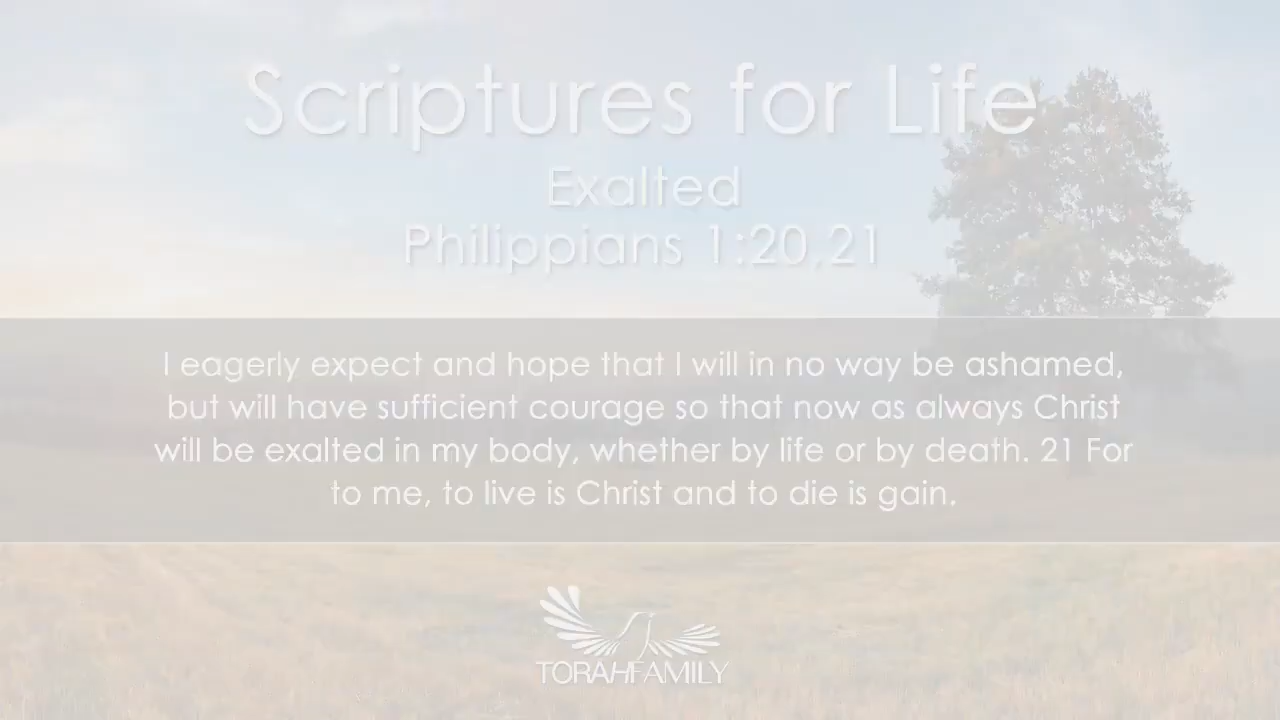 Scriptures for Life
Exalted
Philippians 1:20.21
I eagerly expect and hope that I will in no way be ashamed,
but will have sufficient courage so that now as always Christ
will be exalted in my body, whether by life or by death. 21 For
to me, to live is Christ and to die is gain.
TORAHFAMILY